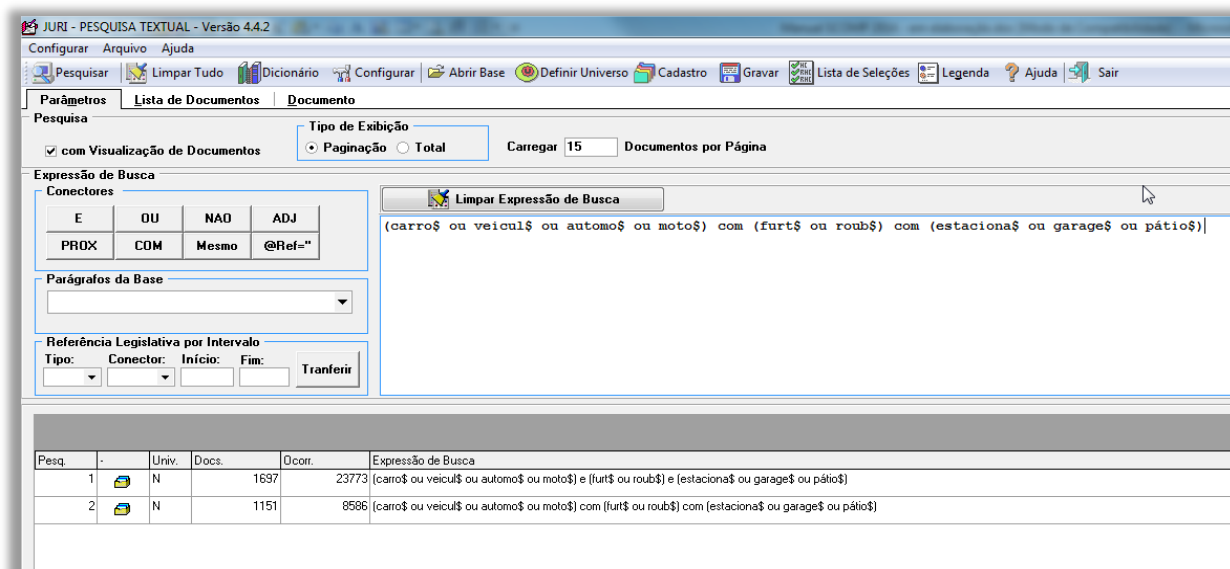 JURI - PESQUISA TEXTUAL - Versão 4.4.2
Configurar Arquivo Ajuda
Pesquisar Limpar Tudo Dicionário Configurar Abrir Base Definir Universo Cadastro Gravar Lista de Seleções Legenda Ajuda Sair
Parâmetros Lista de Documentos Documento
Pesquisa
Tipo de Exibição
com Visualização de Documentos Paginação Total Carregar 15 Documentos por Página
Expressão de Busca
Conectores
Limpar Expressão de Busca
E OU NAO ADJ
(carro$ ou veicul$ ou automo$ ou moto$) com (furt$ ou roub$) com (estaciona$ ou garage$ ou pátio$)
PROX COM Mesmo @Ref="
Parágrafos da Base
Referência Legislativa por Intervalo
Tipo: Conector: Início: Fim:
Tranferir
Pesq. - Univ. Docs. Ocorr. Expressão de Busca
1 N 1697 23773 (carro$ ou veicul$ ou automo$ ou moto$) e (furt$ ou roub$) e (estaciona$ ou garage$ ou pátio$)
2 N 1151 8586 (carro$ ou veicul$ ou automo$ ou moto$) com (furt$ ou roub$) com (estaciona$ ou garage$ ou pátio$)